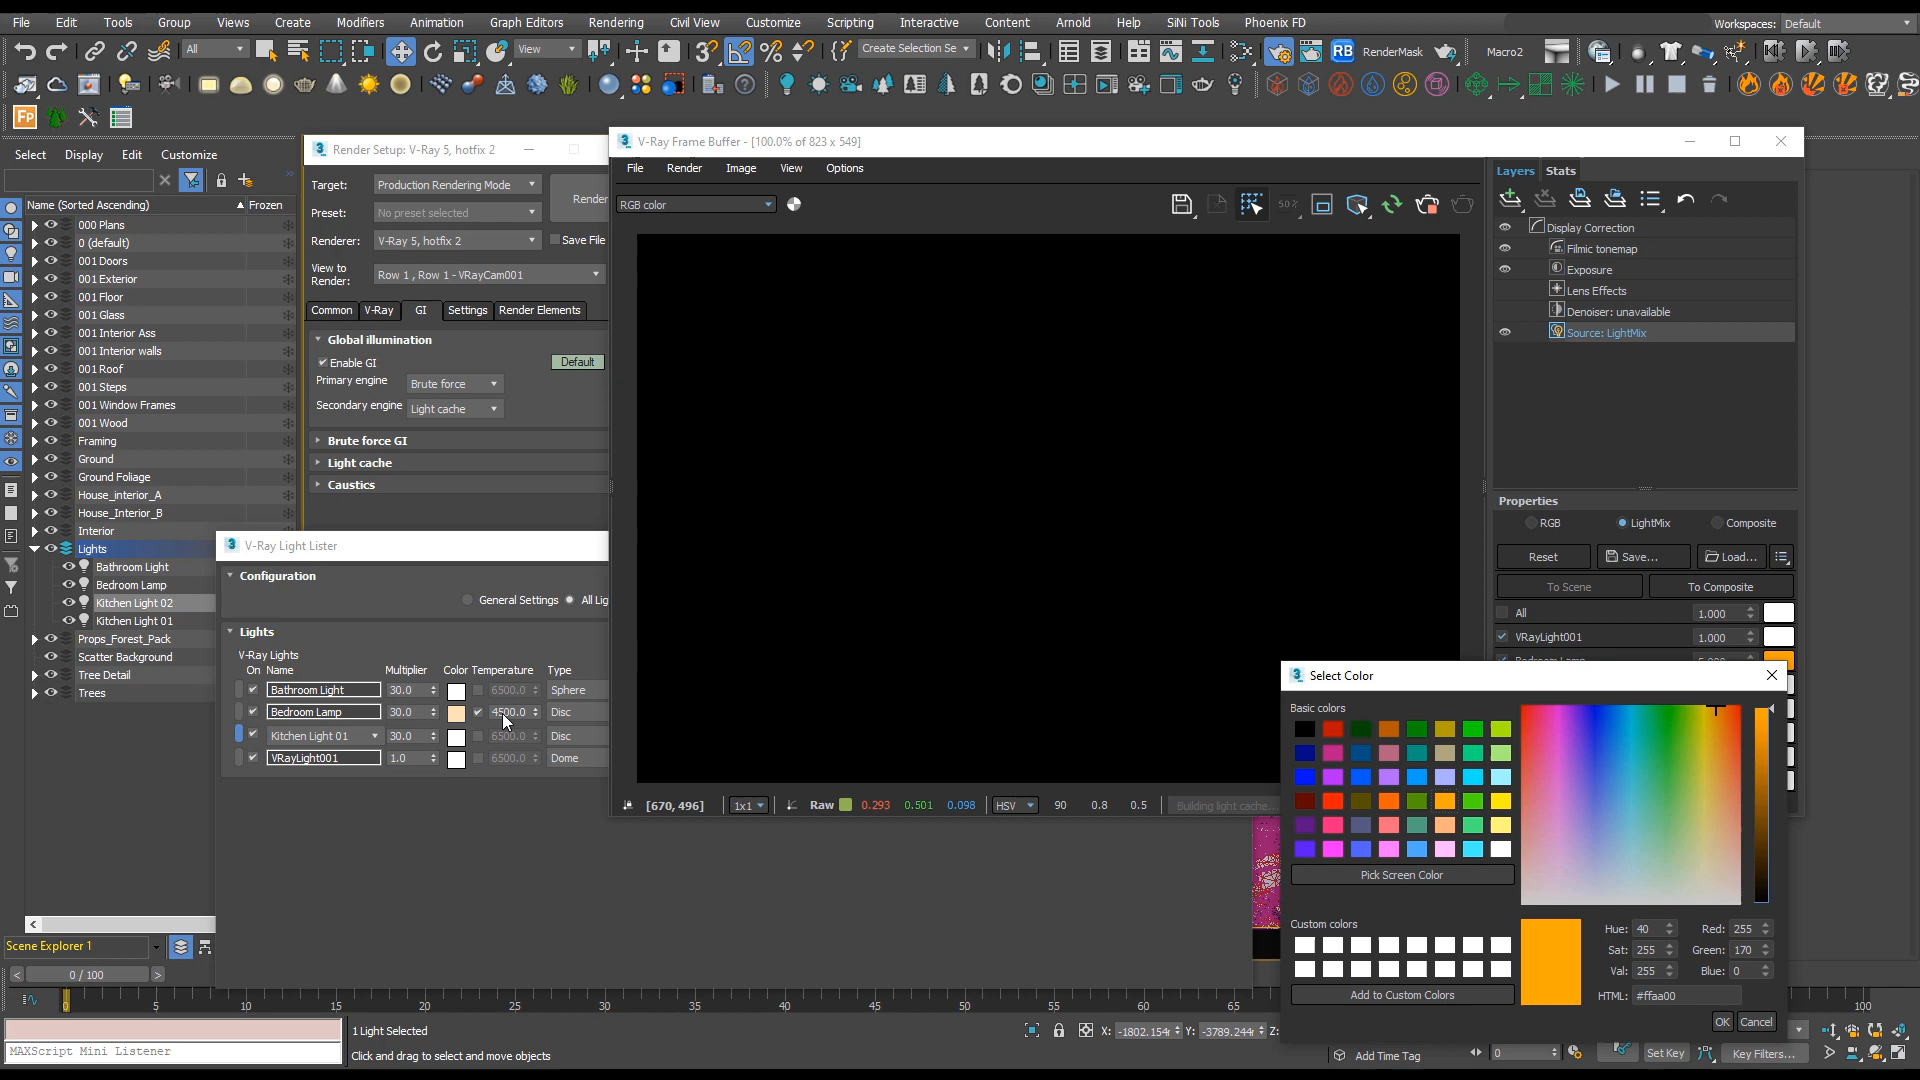 File Edit Tools Group Views Create Modifiers Animation Graph Editors Rendering Civil View Customize Scripting Interactive Content Arnold Help SiNi Tools Phoenix FD Workspaces: Default
All View Create Selection Se RB RenderMask Macro2
Fp
Select Display Edit Customize
Name (Sorted Ascending) Frozen
000 Plans
0 (default)
001 Doors
001 Exterior
001 Floor
001 Glass
001 Interior Ass
001 Interior walls
001 Roof
001 Steps
001 Window Frames
001 Wood
Framing
Ground
Ground Foliage
House_interior_A
House_Interior_B
Interior
Lights
Bathroom Light
Bedroom Lamp
Kitchen Light 02
Kitchen Light 01
Props_Forest_Pack
Scatter Background
Tree Detail
Trees
Scene Explorer 1
Render Setup: V-Ray 5, hotfix 2
Target: Production Rendering Mode
Render
Preset: No preset selected
Renderer: V-Ray 5, hotfix 2 Save File
View to Render: Row 1 , Row 1 - VRayCam001
Common V-Ray GI Settings Render Elements
Global illumination
Enable GI Default
Primary engine Brute force
Secondary engine Light cache
Brute force GI
Light cache
Caustics
V-Ray Light Lister
Configuration
General Settings All Lig
Lights
V-Ray Lights
On Name Multiplier Color Temperature Type
Bathroom Light 30.0 6500.0 Sphere
Bedroom Lamp 30.0 4500.0 Disc
Kitchen Light 01 30.0 6500.0 Disc
VRayLight001 1.0 6500.0 Dome
V-Ray Frame Buffer - [100.0% of 823 x 549]
File Render Image View Options
RGB color 50%
[670, 496] 1x1 Raw 0.293 0.501 0.098 HSV 90 0.8 0.5 Building light cache...
Layers Stats
Display Correction
Filmic tonemap
Exposure
Lens Effects
Denoiser: unavailable
Source: LightMix
Properties
RGB LightMix Composite
Reset Save... Load...
To Scene To Composite
All 1.000
VRayLight001 1.000
Select Color
Basic colors
Pick Screen Color
Custom colors
Add to Custom Colors
Hue: 40 Red: 255
Sat: 255 Green: 170
Val: 255 Blue: 0
HTML: #ffaa00
OK Cancel
< 0 / 100 >
0 5 10 15 20 25 30 35 40 45 50 55 60 65 100
MAXScript Mini Listener
1 Light Selected
Click and drag to select and move objects
X: -1802.154r Y: -3789.244r Z:
Add Time Tag 0 Set Key Key Filters...